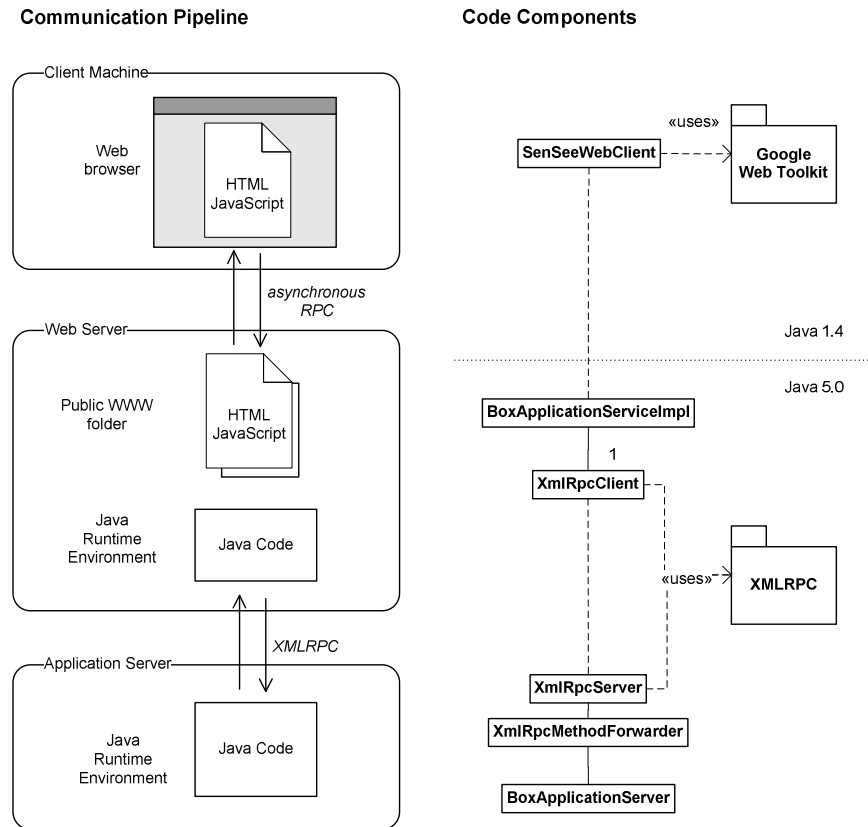 Communication Pipeline
Client Machine
Web
browser
HTML
JavaScript
asynchronous
RPC
Web Server
Public WWW
folder
HTML
JavaScript
Java
Runtime
Environment
Java Code
XMLRPC
Application Server
Java
Runtime
Environment
Java Code
Code Components
«uses»
SenSeeWebClient
Google
Web Toolkit
Java 1.4
Java 5.0
BoxApplicationServiceImpl
1
XmlRpcClient
«uses»
XMLRPC
XmlRpcServer
XmlRpcMethodForwarder
BoxApplicationServer